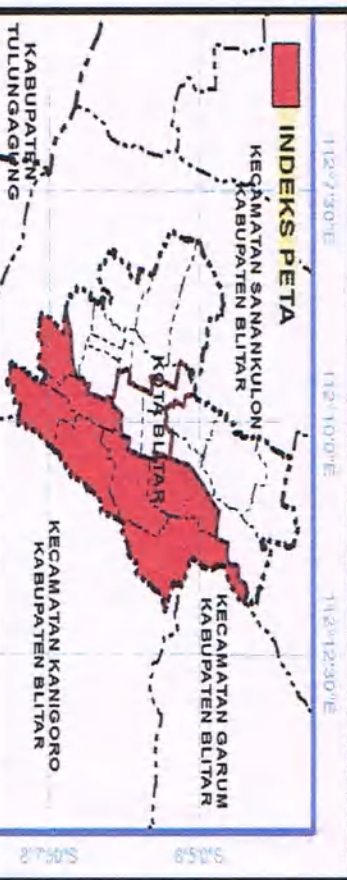 INDEKS PETA
112°7'30"E
112°10'0"E
112°12'30"E
KECAMATAN SANANKULON
KABUPATEN BLITAR
KABUPATEN
TULUNGAGUNG
KOTA BLITAR
KECAMATAN GARUM
KABUPATEN BLITAR
KECAMATAN KANIGORO
KABUPATEN BLITAR
8°5'0"S
8°7'30"S